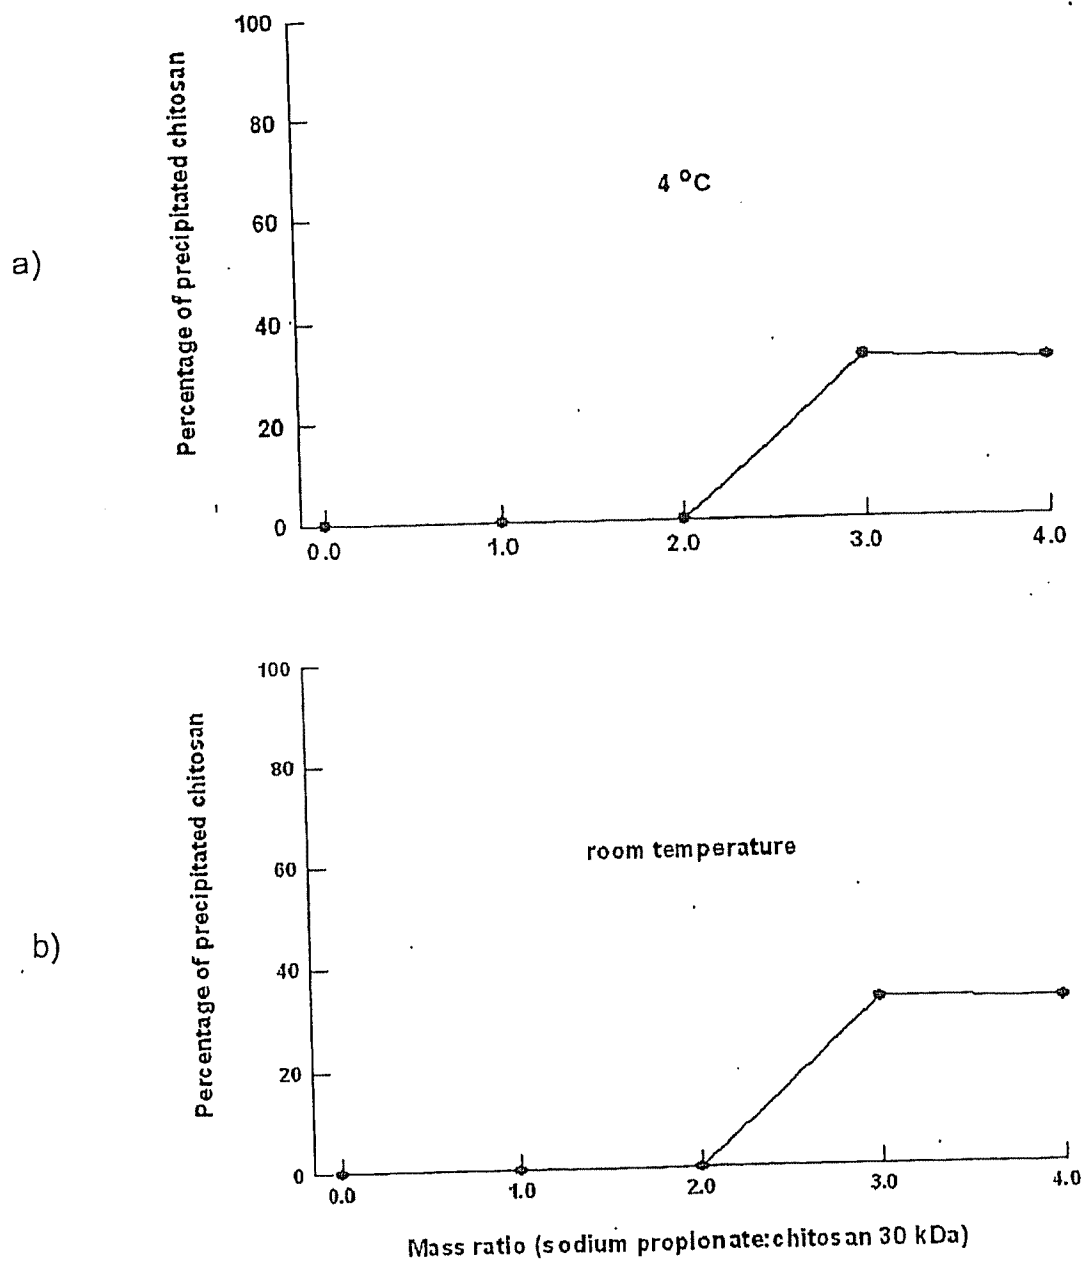 a)
Percentage of precipitated chitosan
100
80
60
40
20
0
4 °C
0.0 1.0 2.0 3.0 4.0
b)
Percentage of precipitated chitosan
100
80
60
40
20
0
room temperature
0.0 1.0 2.0 3.0 4.0
Mass ratio (sodium propionate:chitosan 30 kDa)